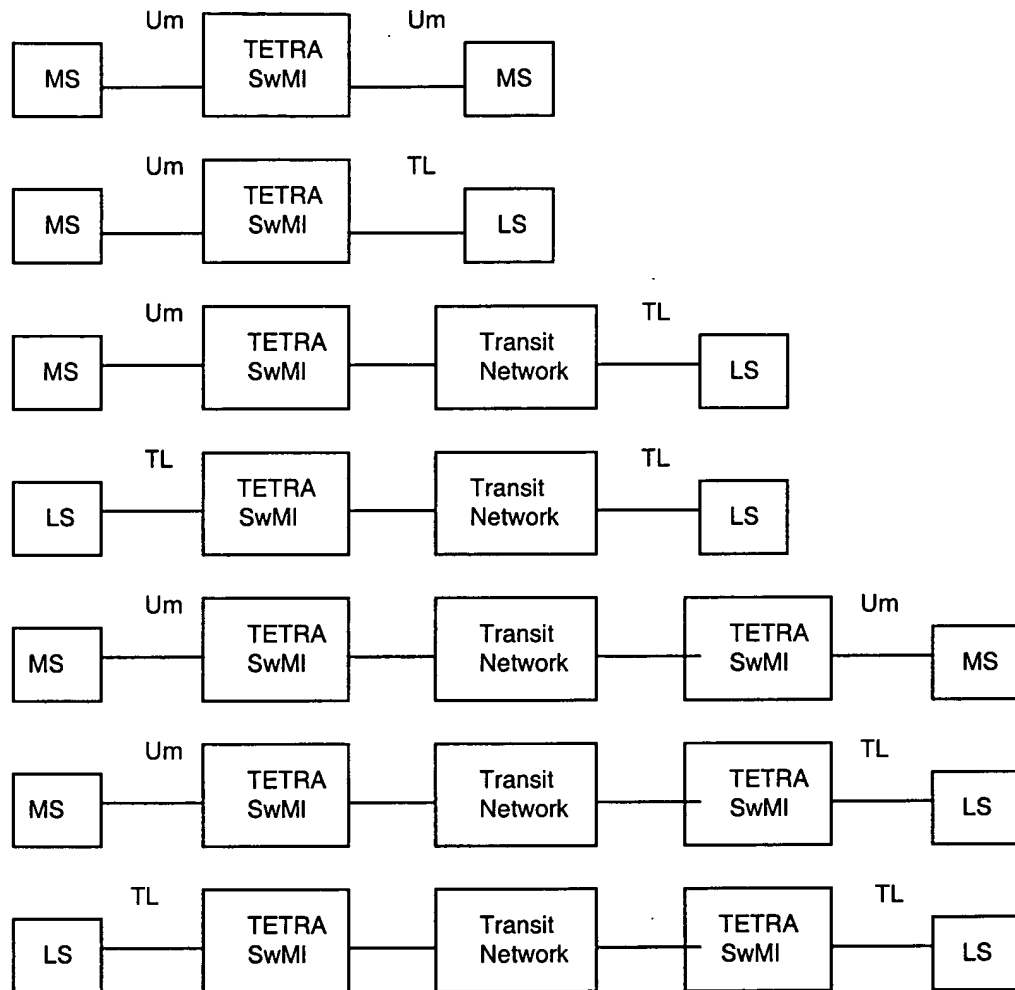 Um Um
MS TETRA SwMI MS
Um TL
MS TETRA SwMI LS
Um TL
MS TETRA SwMI Transit Network LS
TL TL
LS TETRA SwMI Transit Network LS
Um Um
MS TETRA SwMI Transit Network TETRA SwMI MS
Um TL
MS TETRA SwMI Transit Network TETRA SwMI LS
TL TL
LS TETRA SwMI Transit Network TETRA SwMI LS